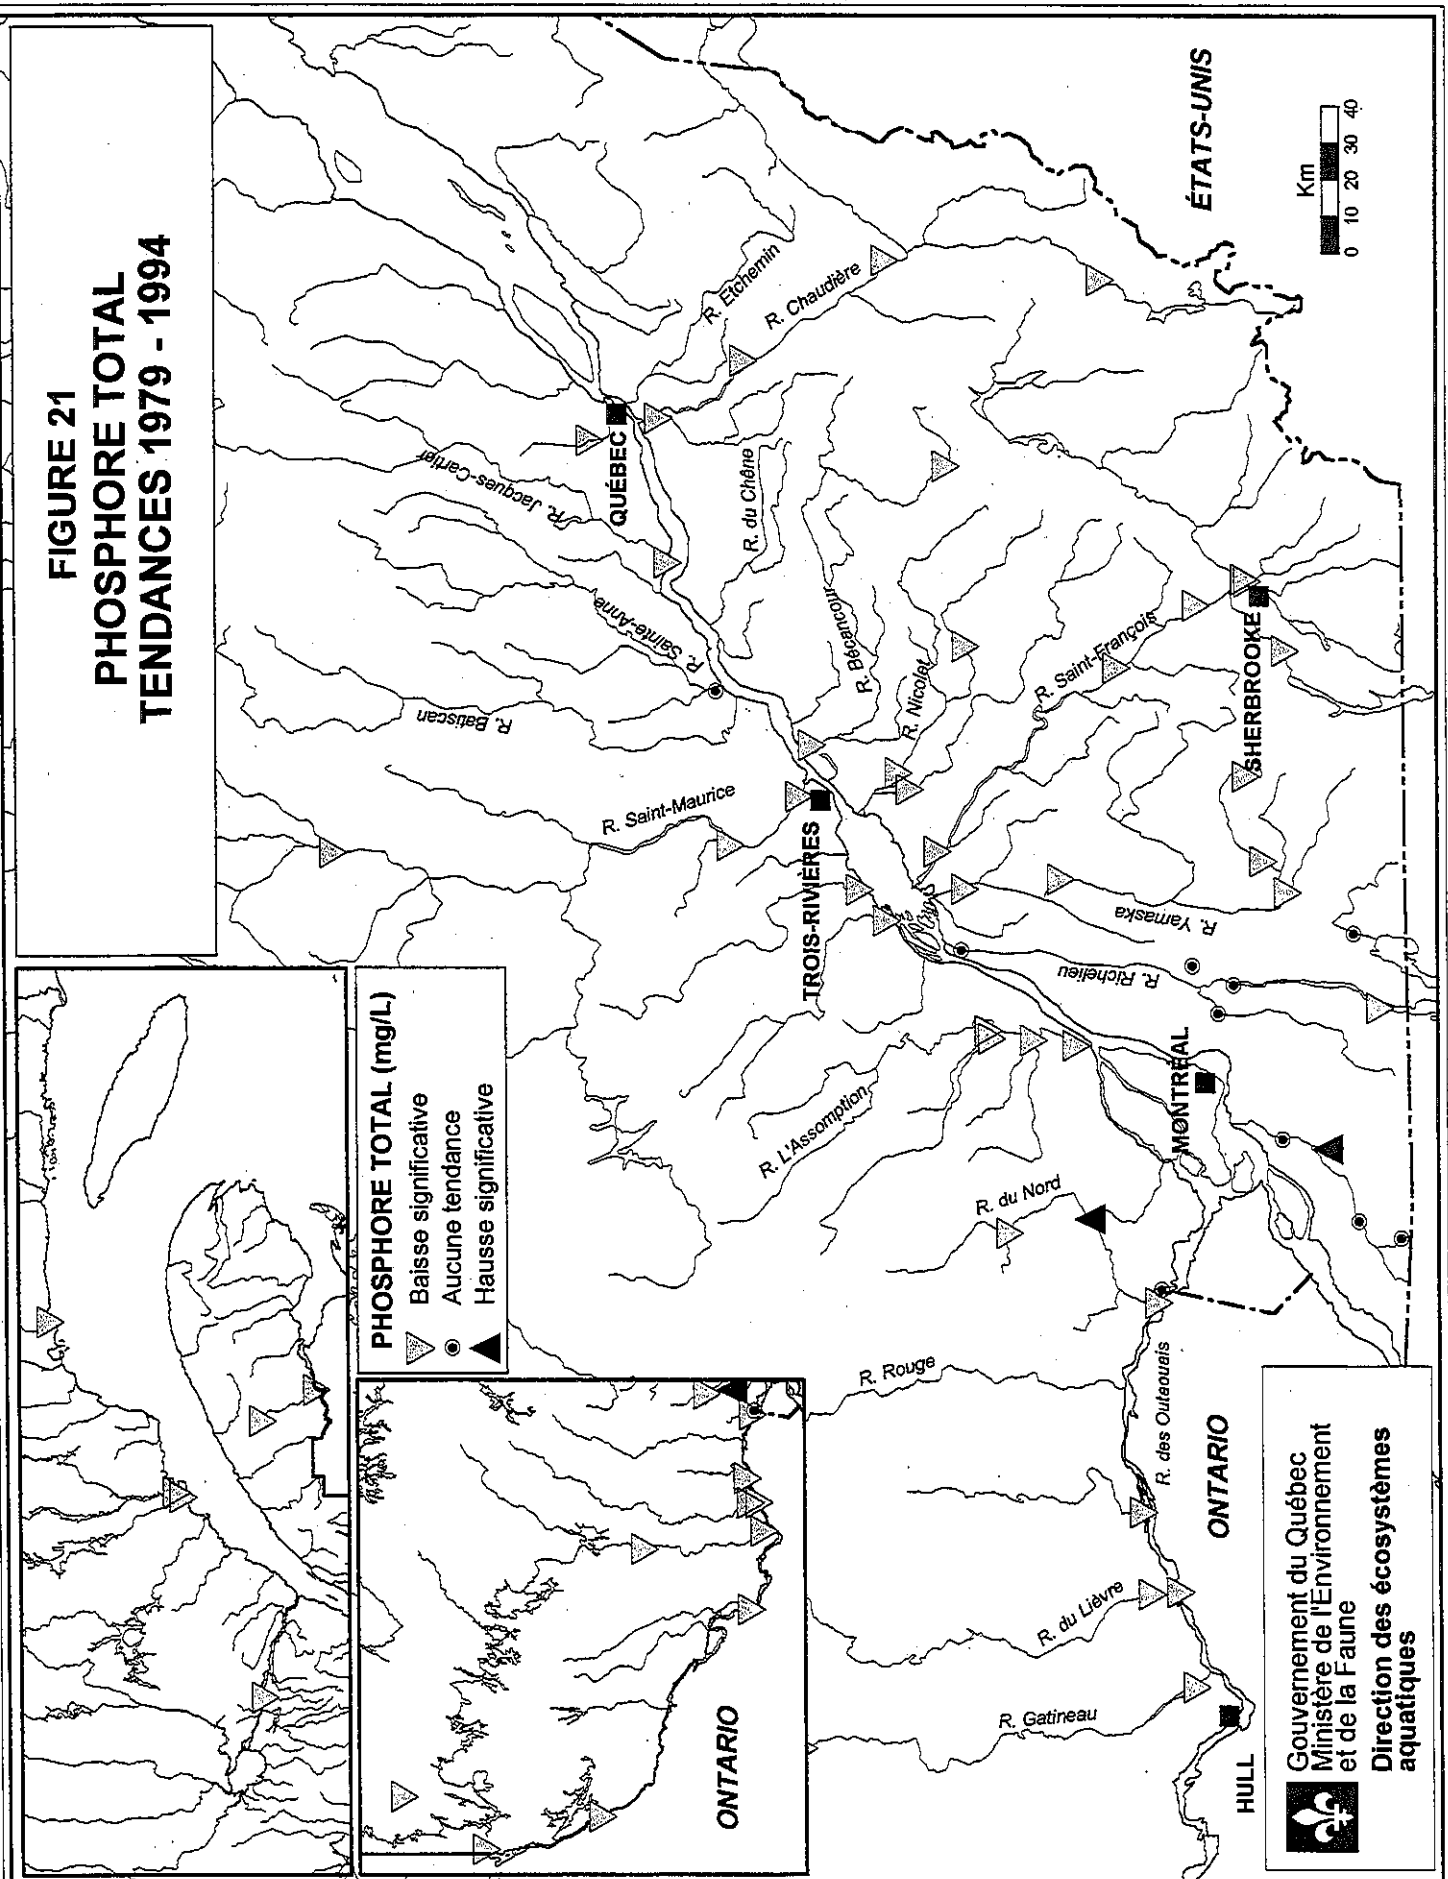 FIGURE 21
PHOSPHORE TOTAL
TENDANCES 1979 - 1994
PHOSPHORE TOTAL (mg/L)
Baisse significative
Aucune tendance
Hausse significative
ONTARIO
R. Jacques-Cartier
R. Sainte-Anne
R. Batiscan
R. Saint-Maurice
QUÉBEC
R. Etchemin
R. Chaudière
R. du Chêne
R. Bécancour
R. Nicolet
R. Saint-François
TROIS-RIVIÈRES
SHERBROOKE
R. Yamaska
R. Richelieu
R. L'Assomption
MONTRÉAL
R. du Nord
R. Rouge
R. des Outaouais
R. du Lièvre
R. Gatineau
HULL
ONTARIO
ÉTATS-UNIS
Km
0 10 20 30 40
Gouvernement du Québec
Ministère de l'Environnement
et de la Faune
Direction des écosystèmes
aquatiques